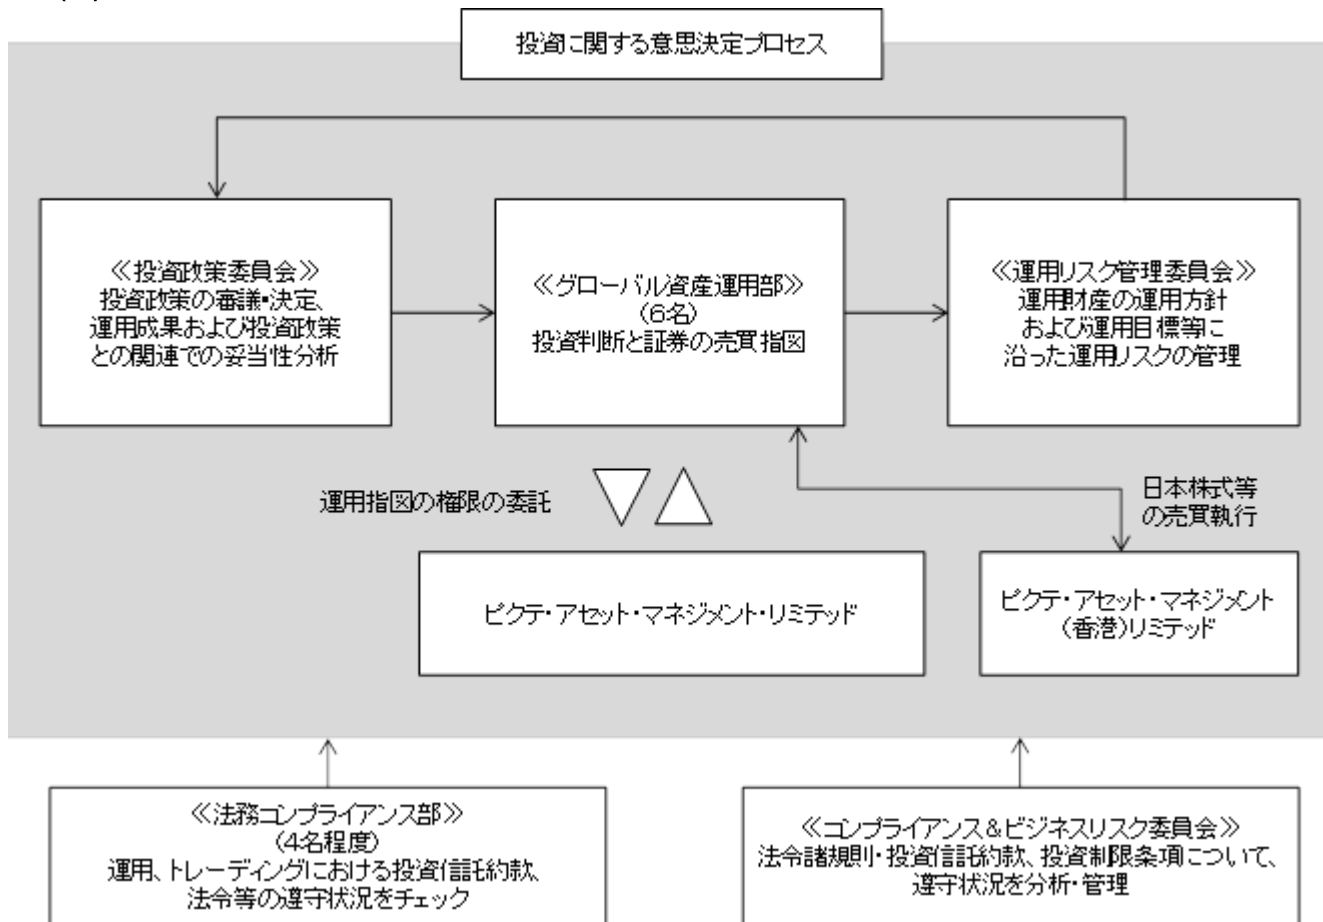 投資に関する意思決定プロセス
≪投資政策委員会≫
投資政策の審議・決定、
運用成果および投資政策
との関連での妥当性分析
≪グローバル資産運用部≫
(6名)
投資判断と証券の売買指図
≪運用リスク管理委員会≫
運用財産の運用方針
および運用目標等に
沿った運用リスクの管理
運用指図の権限の委託
日本株式等
の売買執行
ピクテ・アセット・マネジメント・リミテッド
ピクテ・アセット・マネジメント
(香港)リミテッド
≪法務コンプライアンス部≫
(4名程度)
運用、トレーディングにおける投資信託約款、
法令等の遵守状況をチェック
≪コンプライアンス&ビジネスリスク委員会≫
法令諸規則・投資信託約款、投資制限条項について、
遵守状況を分析・管理